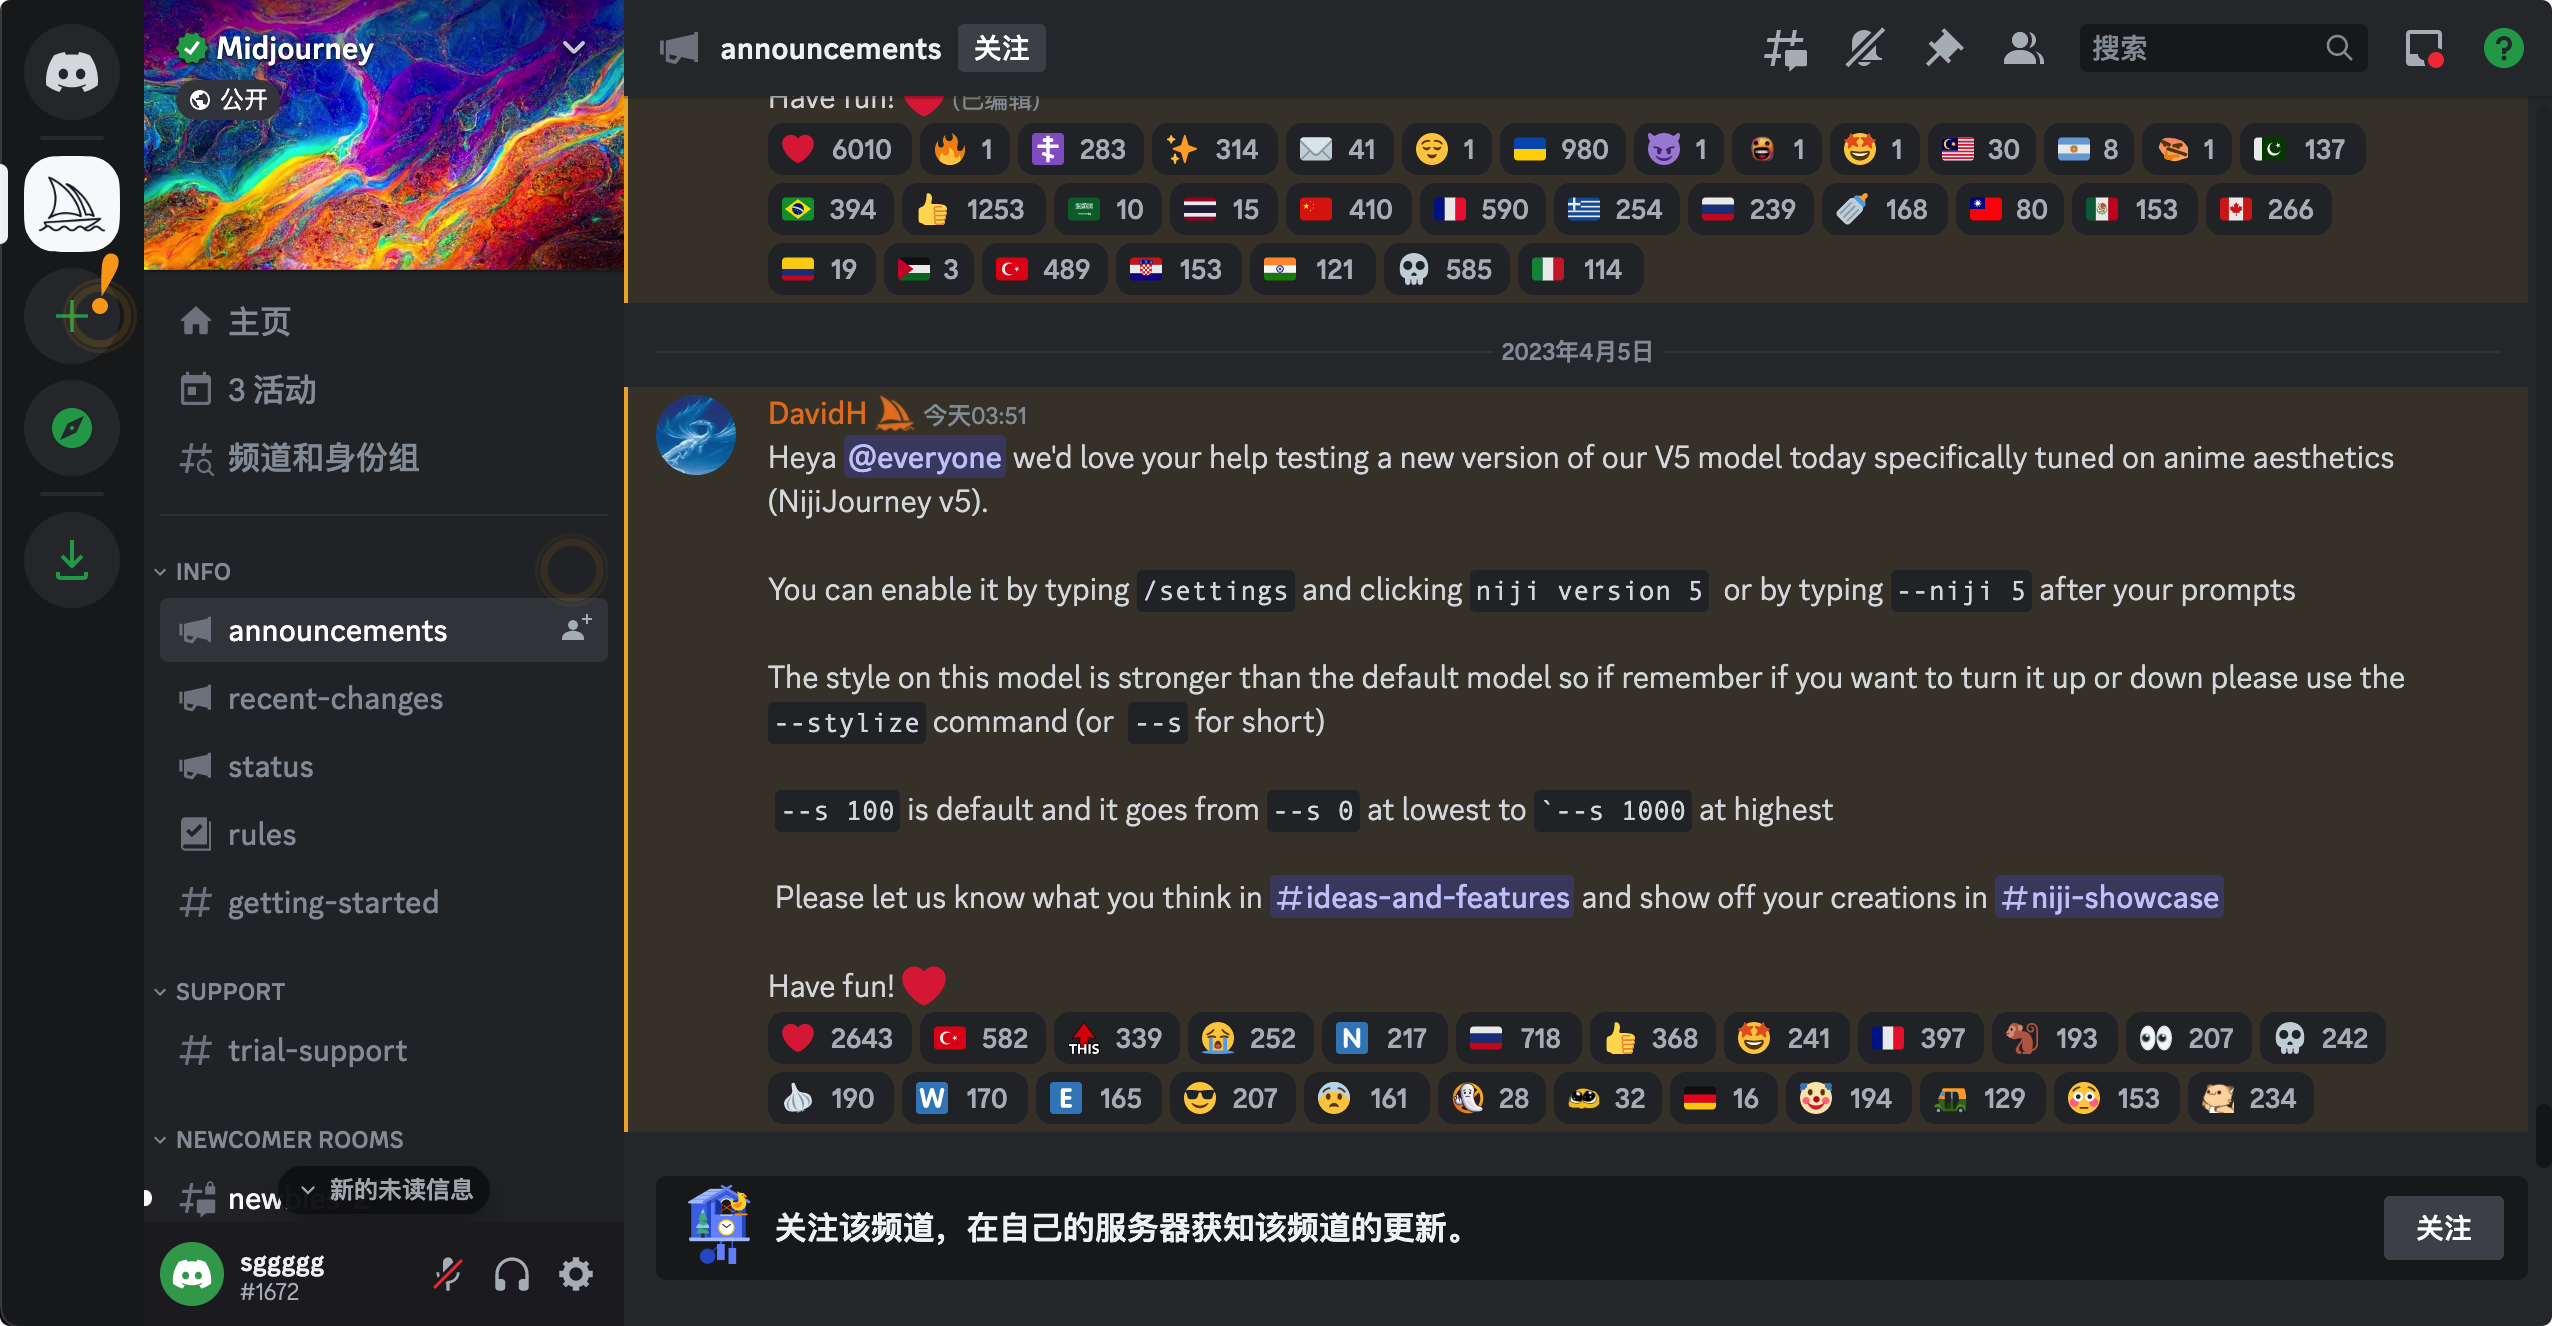 Midjourney
公开
主页
3 活动
频道和身份组
INFO
announcements
recent-changes
status
rules
getting-started
SUPPORT
trial-support
NEWCOMER ROOMS
新的未读信息
sggggg
#1672
announcements
关注
搜索
Have fun! (已编辑)
6010 1 283 314 41 1 980 1 1 1 30 8 1 137
394 1253 10 15 410 590 254 239 168 80 153 266
19 3 489 153 121 585 114
2023年4月5日
DavidH 今天03:51
Heya @everyone we'd love your help testing a new version of our V5 model today specifically tuned on anime aesthetics
(NijiJourney v5).
You can enable it by typing /settings and clicking niji version 5 or by typing --niji 5 after your prompts
The style on this model is stronger than the default model so if remember if you want to turn it up or down please use the
--stylize command (or --s for short)
--s 100 is default and it goes from --s 0 at lowest to `--s 1000 at highest
Please let us know what you think in #ideas-and-features and show off your creations in #niji-showcase
Have fun!
2643 582 THIS 339 252 N 217 718 368 241 397 193 207 242
190 W 170 E 165 207 161 28 32 16 194 129 153 234
关注该频道，在自己的服务器获知该频道的更新。
关注